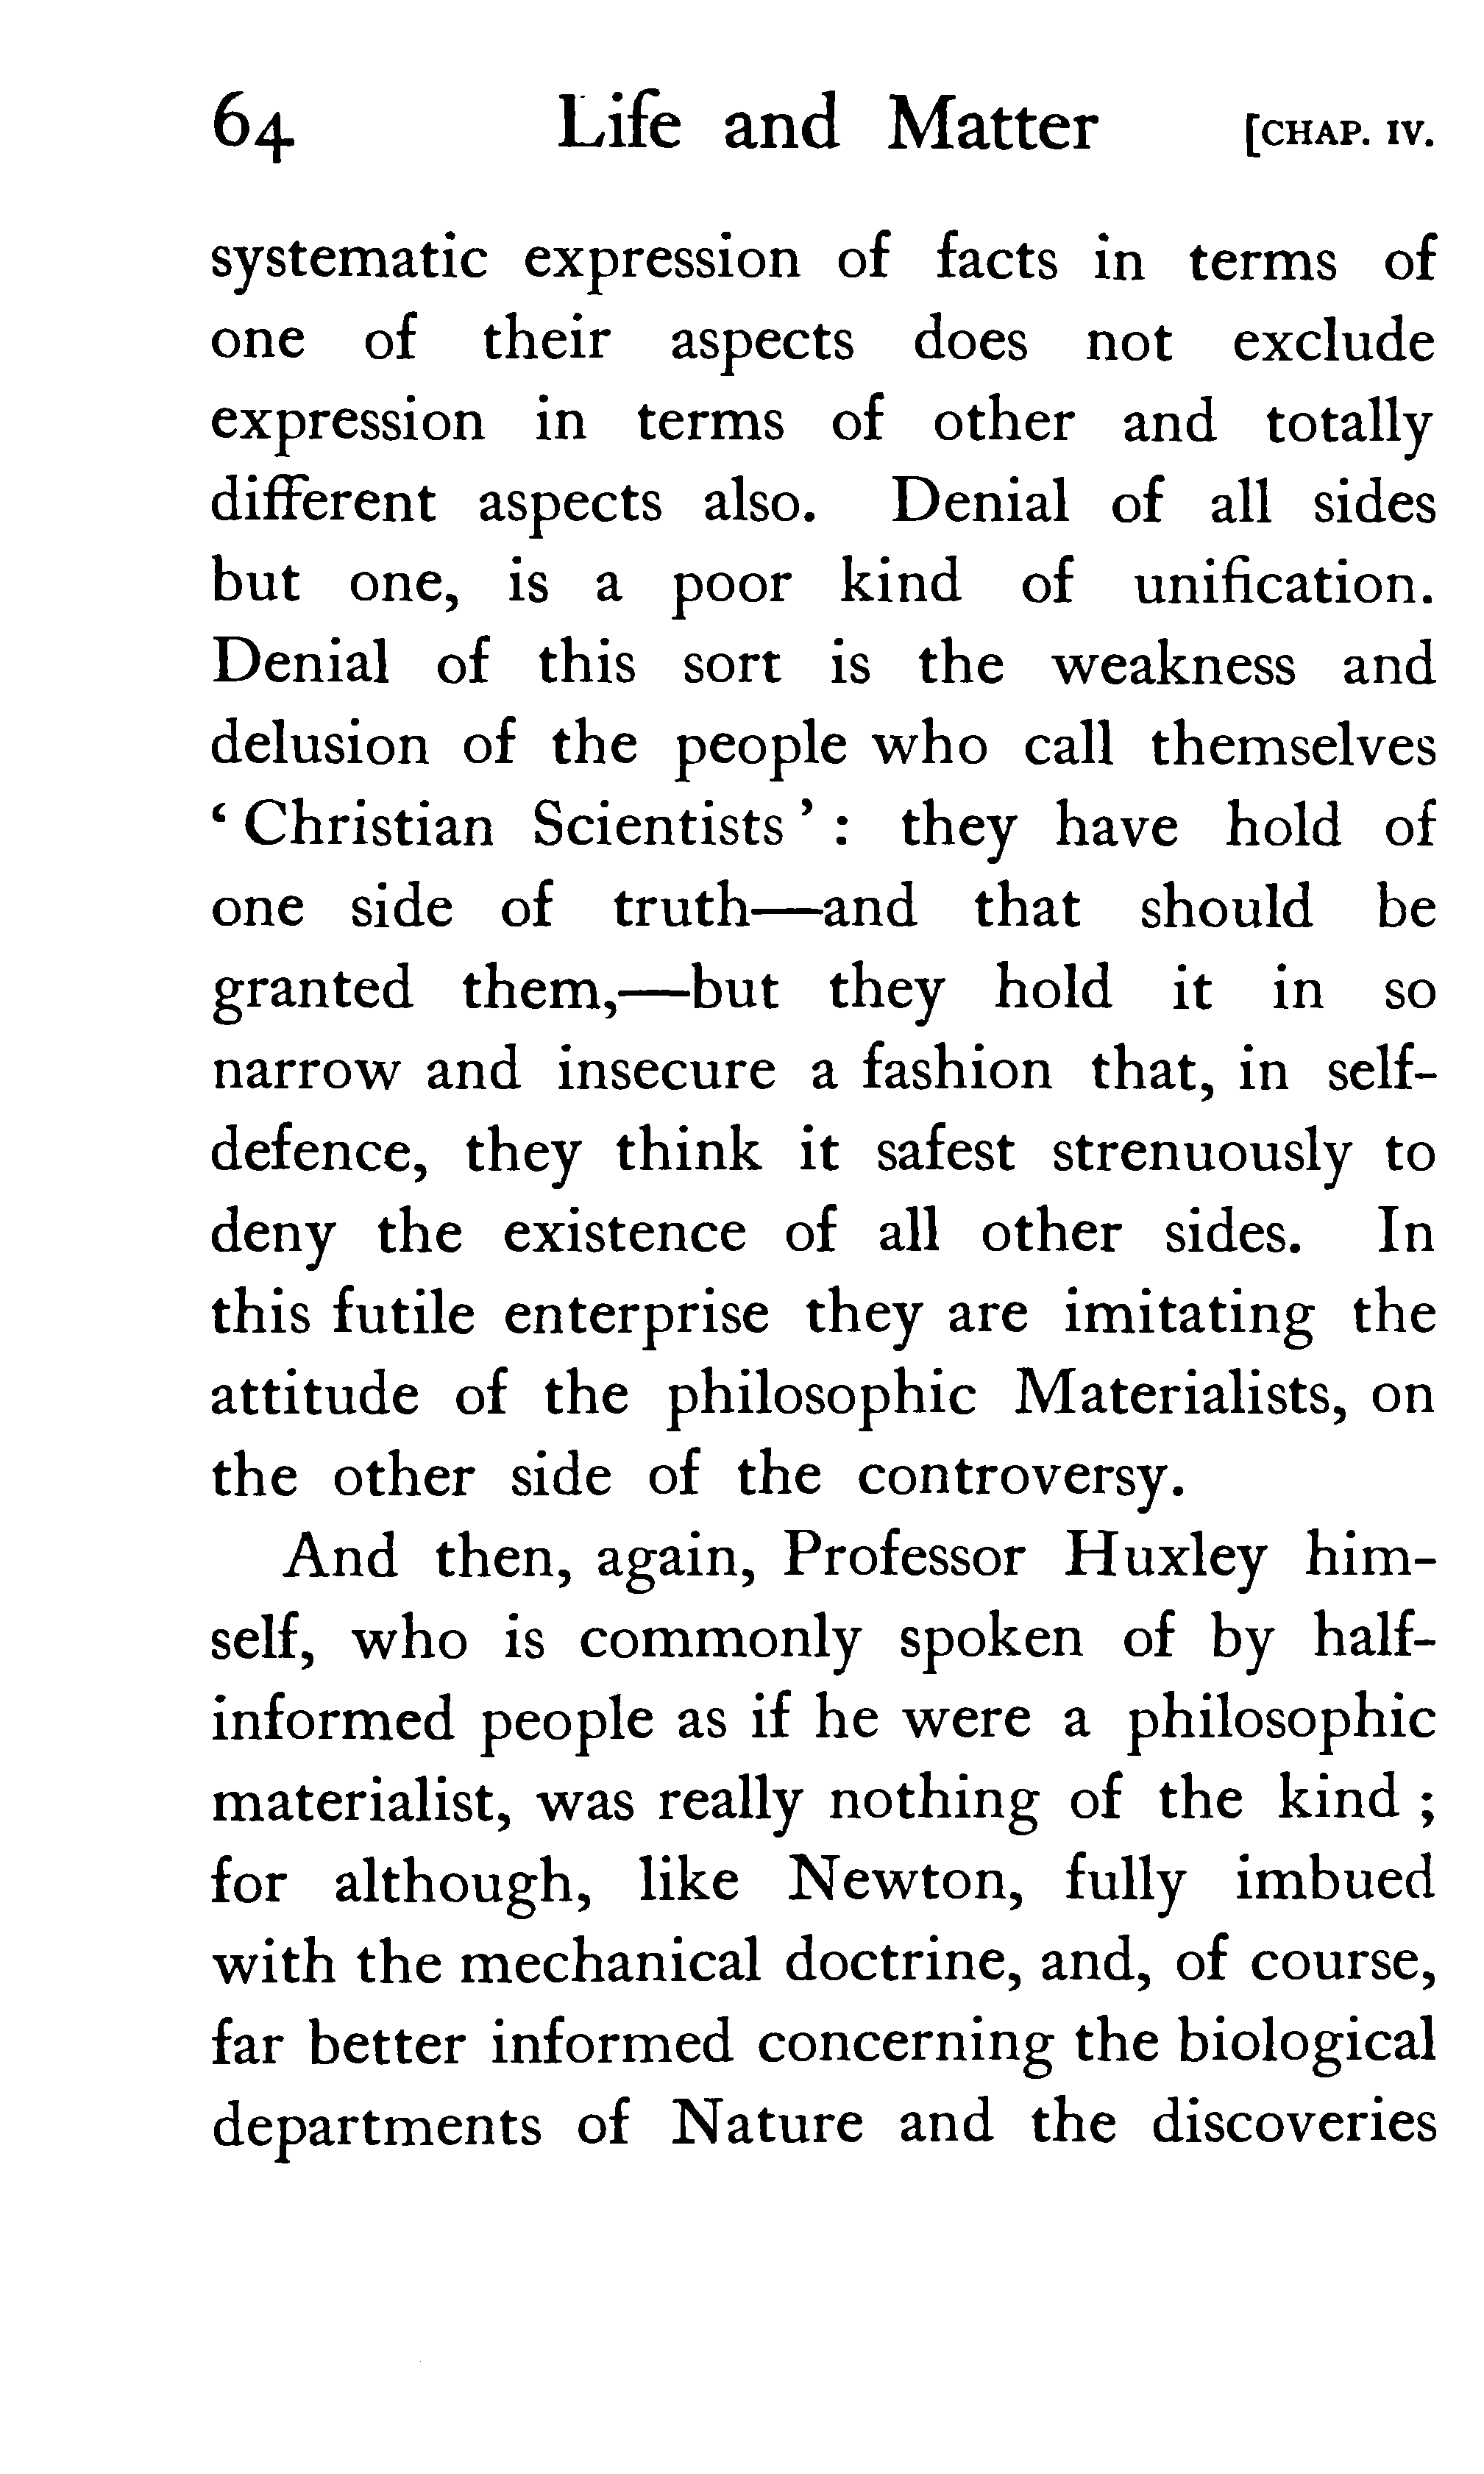 64 Life and Matter [CHAP. IV.
systematic expression of facts in terms of
one of their aspects does not exclude
expression in terms of other and totally
different aspects also. Denial of all sides
but one, is a poor kind of unification.
Denial of this sort is the weakness and
delusion of the people who call themselves
‘Christian Scientists’: they have hold of
one side of truth—and that should be
granted them,—but they hold it in so
narrow and insecure a fashion that, in self-
defence, they think it safest strenuously to
deny the existence of all other sides. In
this futile enterprise they are imitating the
attitude of the philosophic Materialists, on
the other side of the controversy.
And then, again, Professor Huxley him-
self, who is commonly spoken of by half-
informed people as if he were a philosophic
materialist, was really nothing of the kind ;
for although, like Newton, fully imbued
with the mechanical doctrine, and, of course,
far better informed concerning the biological
departments of Nature and the discoveries